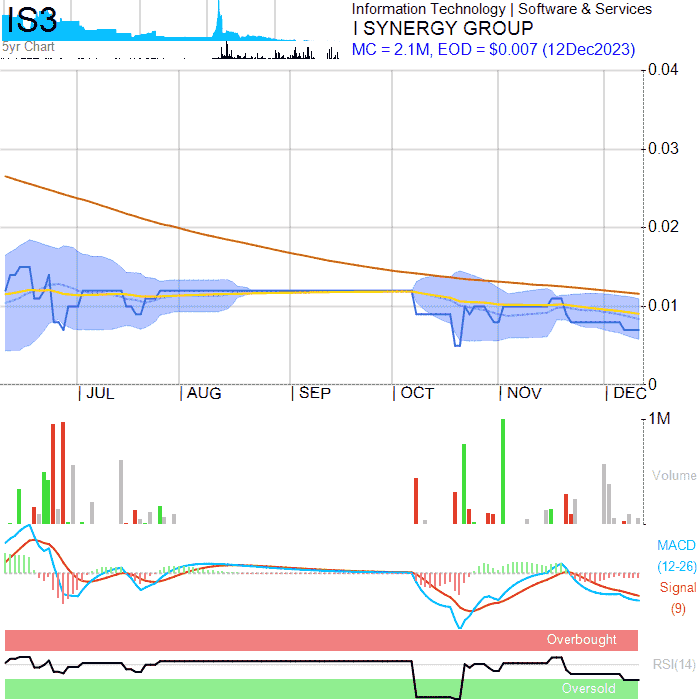 IS3
5yr Chart
Information Technology | Software & Services
I SYNERGY GROUP
MC = 2.1M, EOD = $0.007 (12Dec2023)
0.04
0.03
0.02
0.01
0
| JUL | AUG | SEP | OCT | NOV | DEC
1M
Volume
MACD
(12-26)
Signal
(9)
Overbought
RSI(14)
Oversold